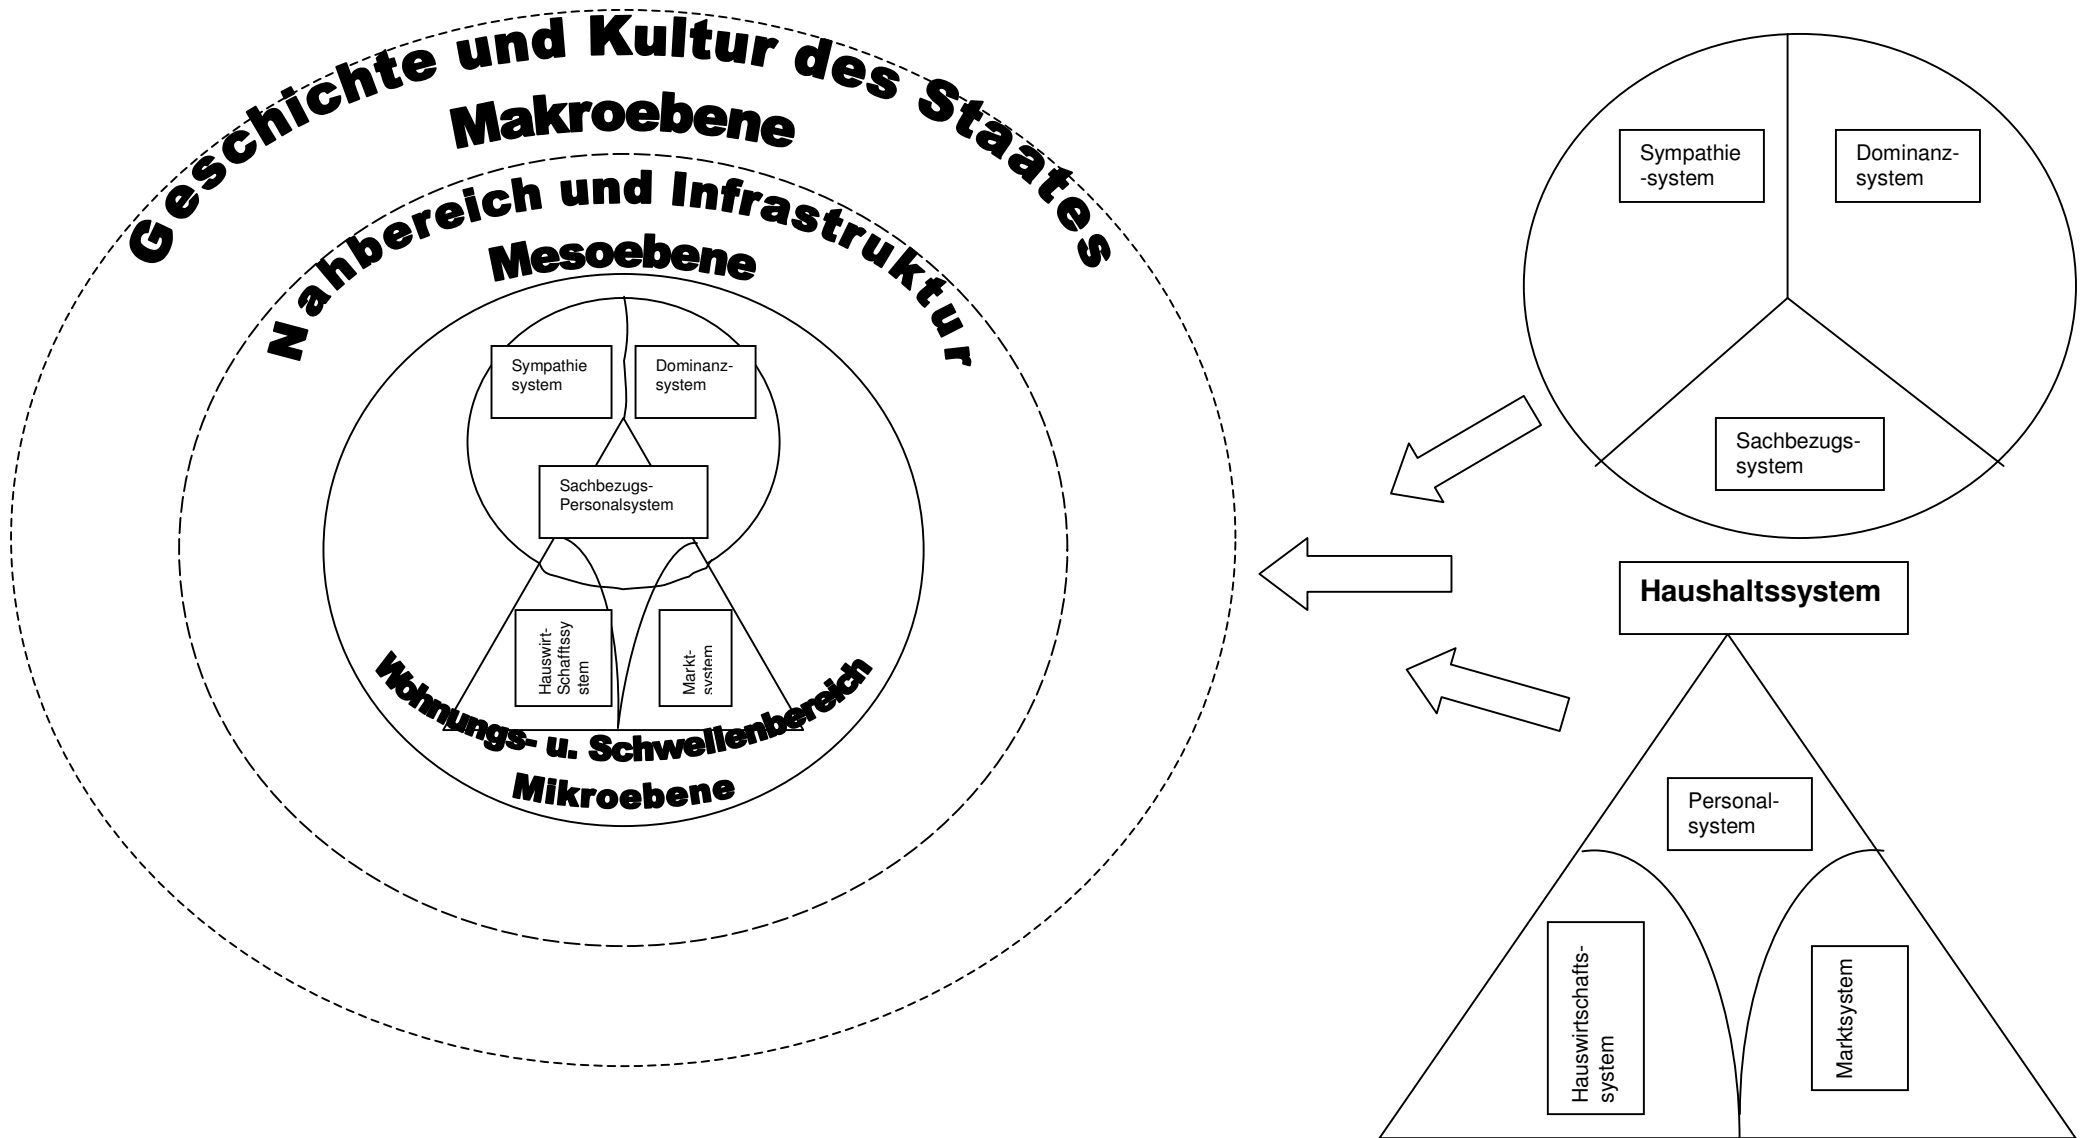 Geschichte und Kultur des Staates
Makroebene
Nahbereich und Infrastruktur
Mesoebene
Sympathie
system
Dominanz-
system
Sachbezugs-
Personalsystem
Hauswirt-
Schafftssy
stem
Markt-
system
Wohnungs- u. Schwellenbereich
Mikroebene
Sympathie
-system
Dominanz-
system
Sachbezugs-
system
Haushaltssystem
Personal-
system
Hauswirtschafts-
system
Marktsystem